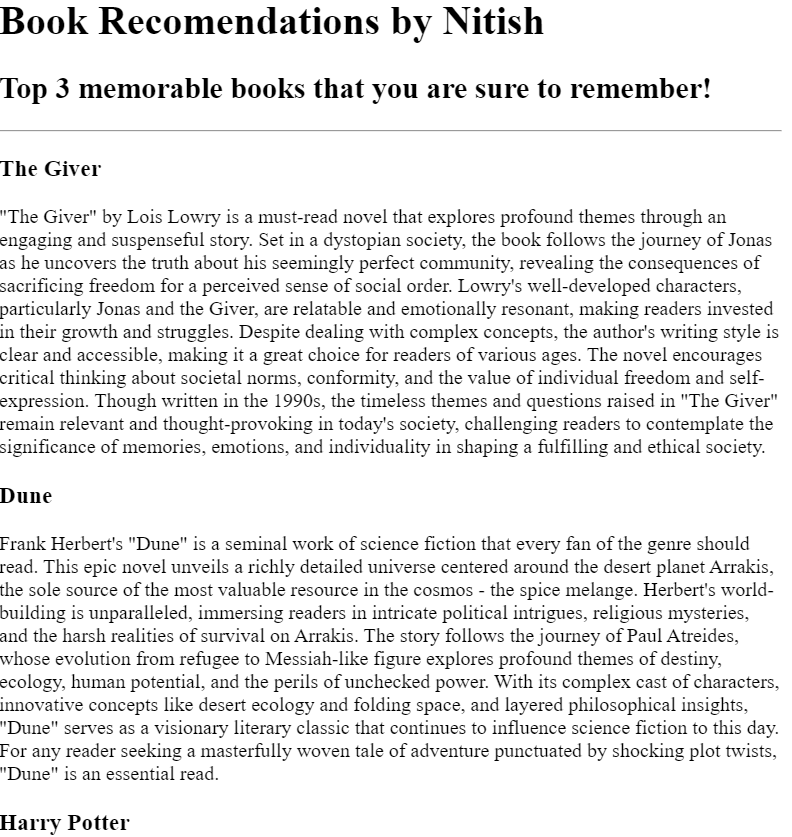 Book Recomendations by Nitish
Top 3 memorable books that you are sure to remember!
The Giver
"The Giver" by Lois Lowry is a must-read novel that explores profound themes through an
engaging and suspenseful story. Set in a dystopian society, the book follows the journey of Jonas
as he uncovers the truth about his seemingly perfect community, revealing the consequences of
sacrificing freedom for a perceived sense of social order. Lowry's well-developed characters,
particularly Jonas and the Giver, are relatable and emotionally resonant, making readers invested
in their growth and struggles. Despite dealing with complex concepts, the author's writing style is
clear and accessible, making it a great choice for readers of various ages. The novel encourages
critical thinking about societal norms, conformity, and the value of individual freedom and self-
expression. Though written in the 1990s, the timeless themes and questions raised in "The Giver"
remain relevant and thought-provoking in today's society, challenging readers to contemplate the
significance of memories, emotions, and individuality in shaping a fulfilling and ethical society.
Dune
Frank Herbert's "Dune" is a seminal work of science fiction that every fan of the genre should
read. This epic novel unveils a richly detailed universe centered around the desert planet Arrakis,
the sole source of the most valuable resource in the cosmos - the spice melange. Herbert's world-
building is unparalleled, immersing readers in intricate political intrigues, religious mysteries,
and the harsh realities of survival on Arrakis. The story follows the journey of Paul Atreides,
whose evolution from refugee to Messiah-like figure explores profound themes of destiny,
ecology, human potential, and the perils of unchecked power. With its complex cast of characters,
innovative concepts like desert ecology and folding space, and layered philosophical insights,
"Dune" serves as a visionary literary classic that continues to influence science fiction to this day.
For any reader seeking a masterfully woven tale of adventure punctuated by shocking plot twists,
"Dune" is an essential read.
Harry Potter